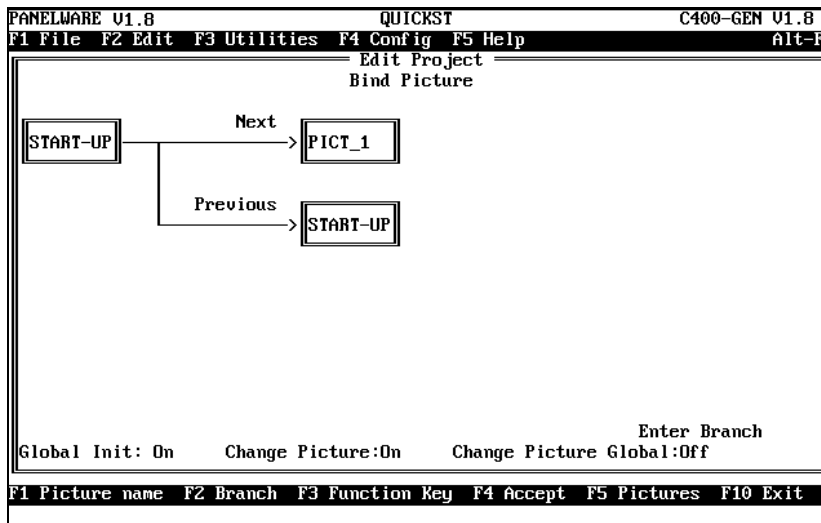 PANELWARE V1.8 QUICKST C400-GEN V1.8
F1 File F2 Edit F3 Utilities F4 Config F5 Help Alt-F
Edit Project
Bind Picture
Next
START-UP PICT_1
Previous
START-UP
Enter Branch
Global Init: On Change Picture:On Change Picture Global:Off
F1 Picture name F2 Branch F3 Function Key F4 Accept F5 Pictures F10 Exit